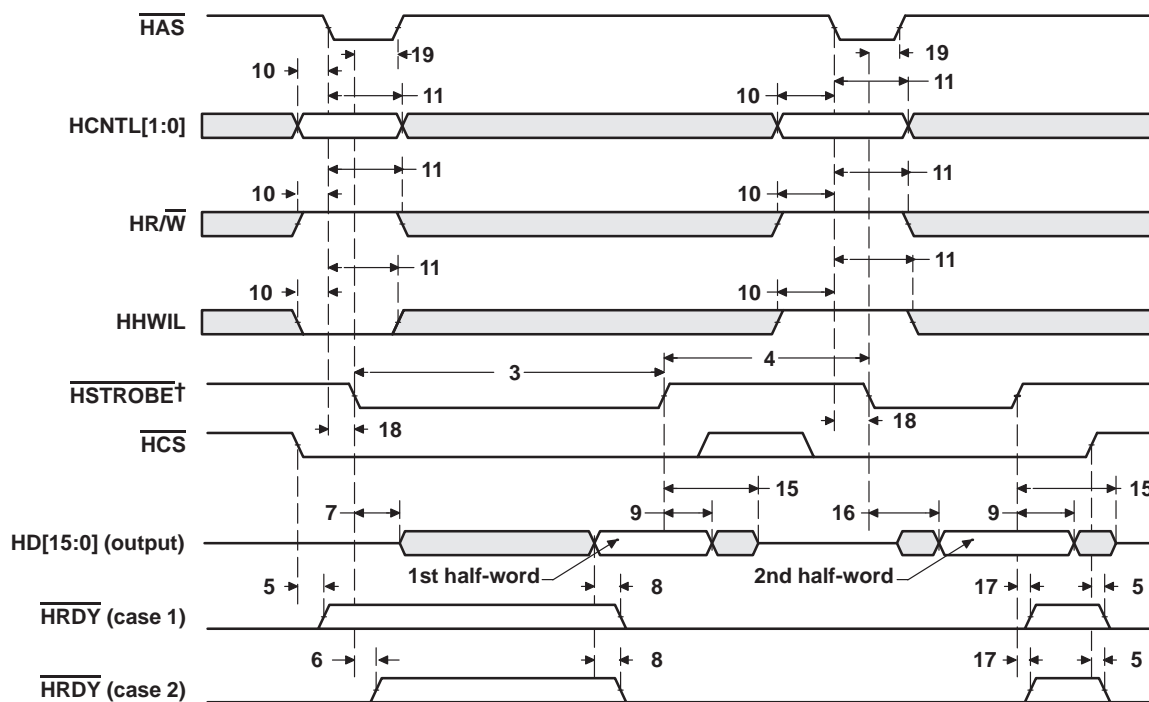 HAS
19 19
10 11
11 10
HCNTL[1:0]
11 11
10 10
HR/W
11 11
10 10
HHWIL
3 4
HSTROBE†
18 18
HCS
15 15
7 9 16 9
HD[15:0] (output)
1st half-word 2nd half-word
5 8 17 5
HRDY (case 1)
6 8 17 5
HRDY (case 2)